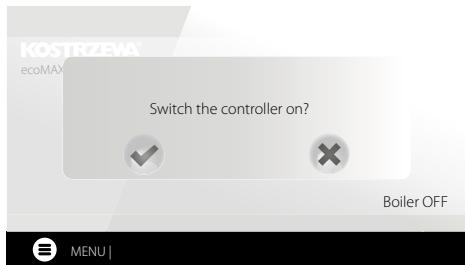 KOSTRZEWA
ecoMAX
Switch the controller on?
Boiler OFF
MENU |